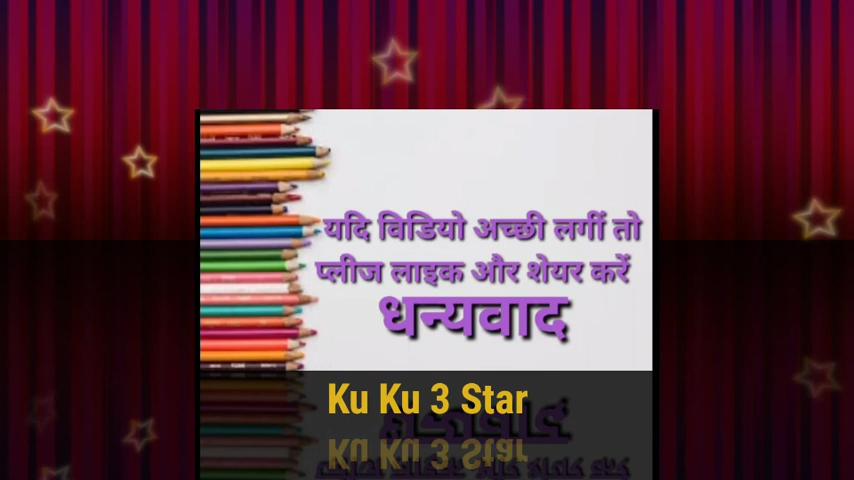 यदि विडियो अच्छी लगीं तो
प्लीज लाइक और शेयर करें
धन्यवाद
Ku Ku 3 Star